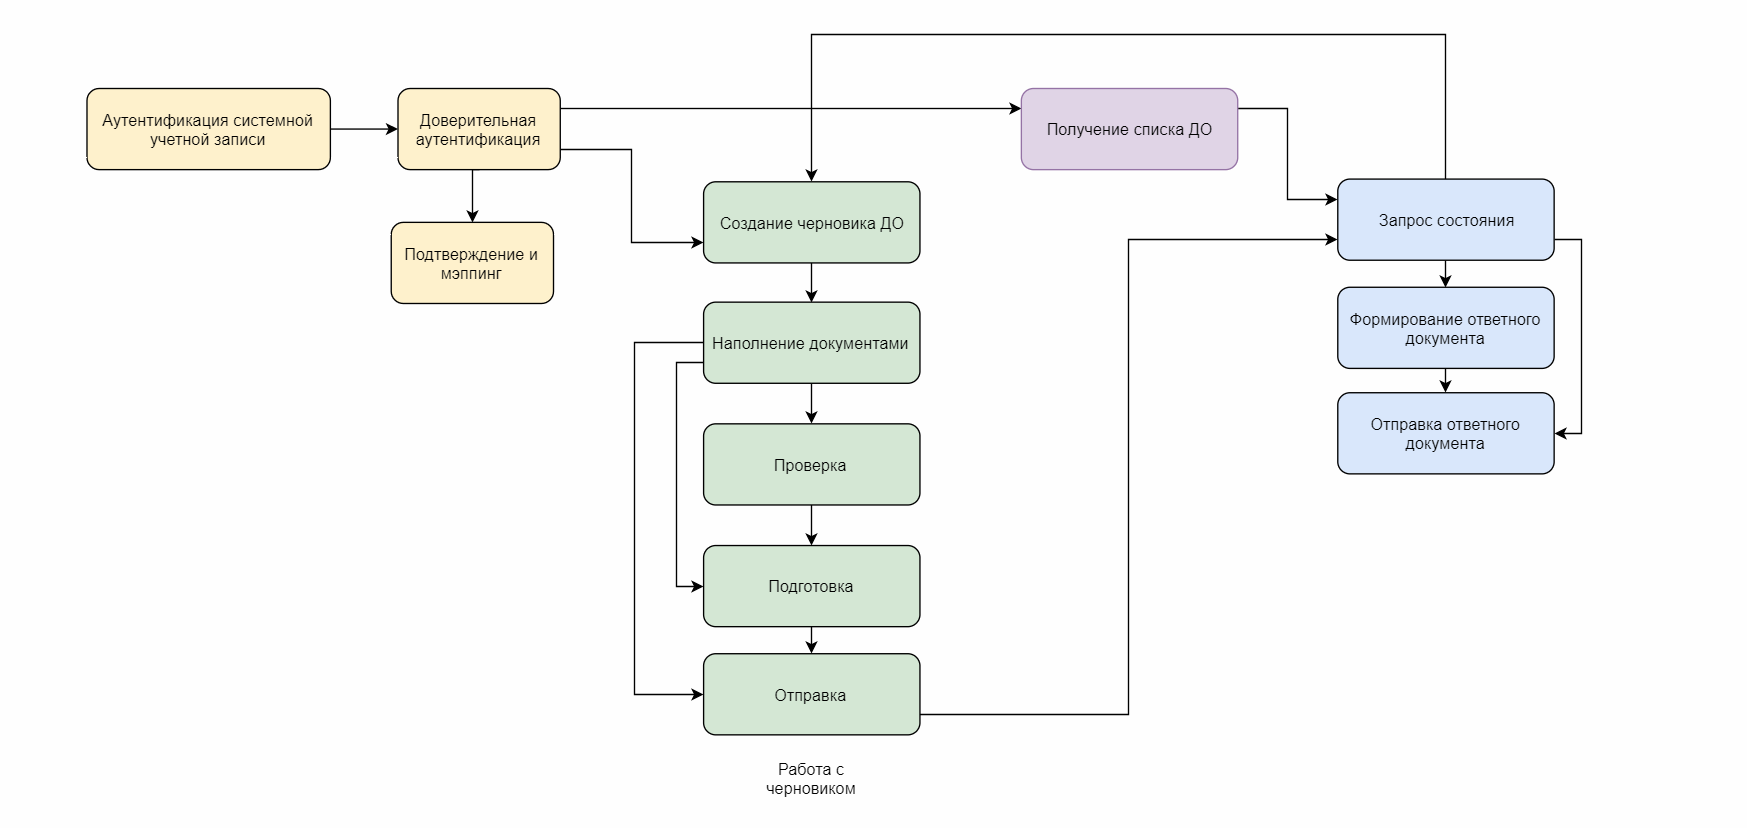 Аутентификация системной
учетной записи
Доверительная
аутентификация
Подтверждение и
мэппинг
Получение списка ДО
Создание черновика ДО
Наполнение документами
Проверка
Подготовка
Отправка
Работа с
черновиком
Запрос состояния
Формирование ответного
документа
Отправка ответного
документа